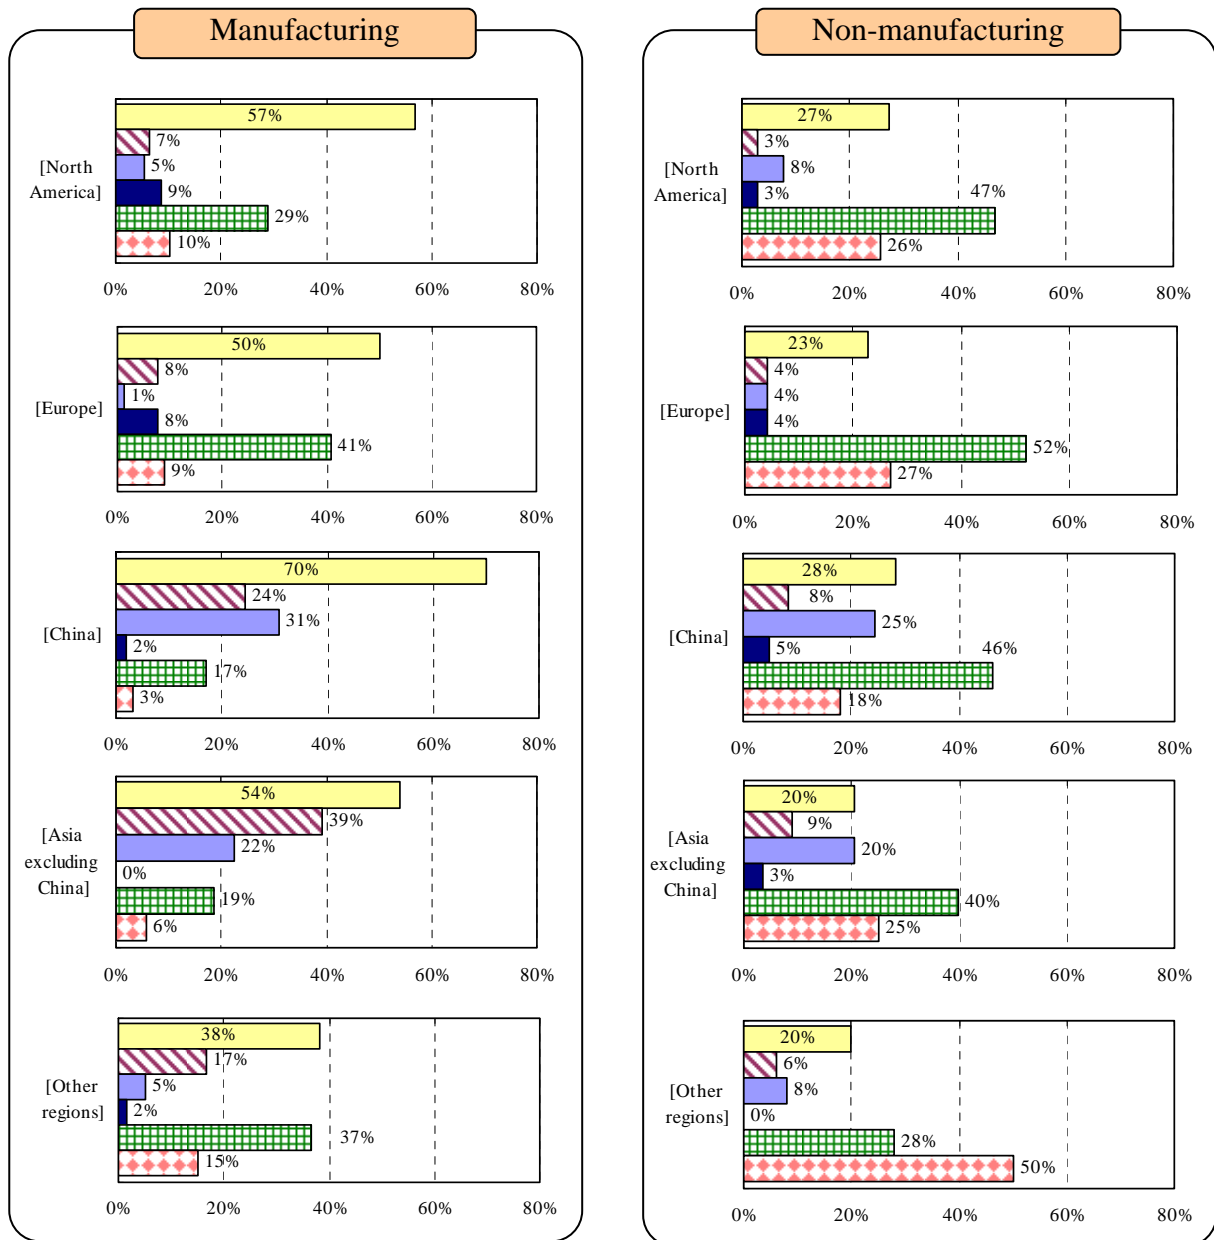 Manufacturing
57%
7%
5%
9%
29%
10%
[North
America]
0% 20% 40% 60% 80%
50%
8%
1%
8%
41%
9%
[Europe]
0% 20% 40% 60% 80%
70%
24%
31%
2%
17%
3%
[China]
0% 20% 40% 60% 80%
54%
39%
22%
0%
19%
6%
[Asia
excluding
China]
0% 20% 40% 60% 80%
38%
17%
5%
2%
37%
15%
[Other
regions]
0% 20% 40% 60% 80%
Non-manufacturing
27%
3%
8%
3%
47%
26%
[North
America]
0% 20% 40% 60% 80%
23%
4%
4%
4%
52%
27%
[Europe]
0% 20% 40% 60% 80%
28%
8%
25%
5%
46%
18%
[China]
0% 20% 40% 60% 80%
20%
9%
20%
3%
40%
25%
[Asia
excluding
China]
0% 20% 40% 60% 80%
20%
6%
8%
0%
28%
50%
[Other
regions]
0% 20% 40% 60% 80%